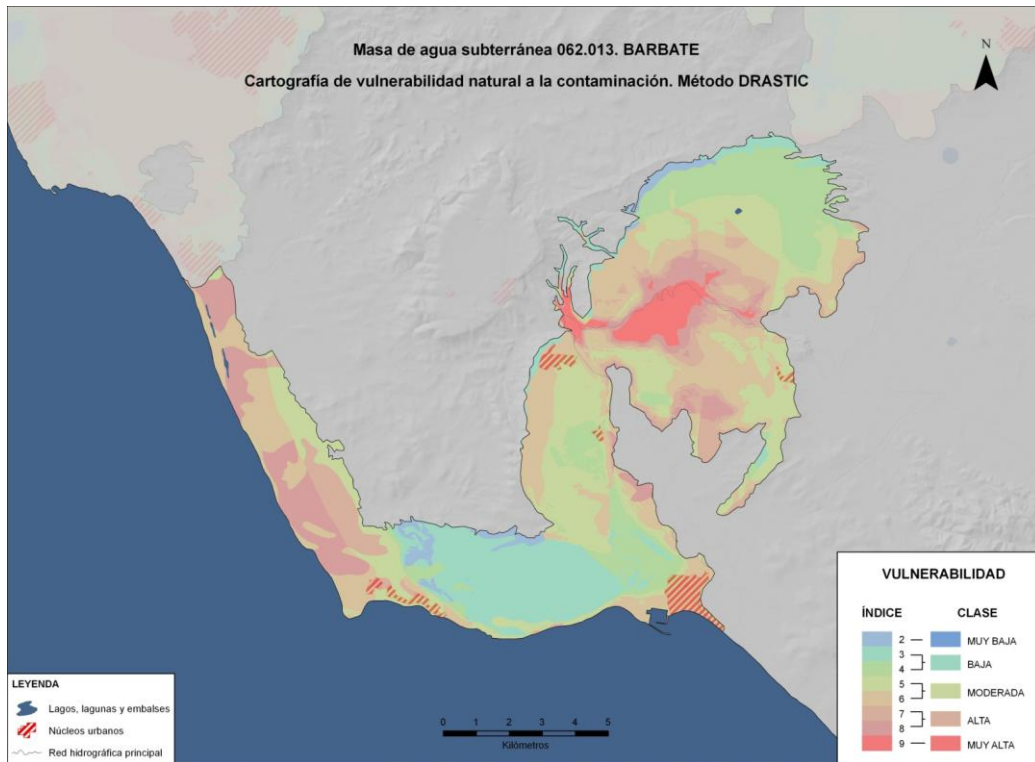 Masa de agua subterránea 062.013. BARBATE
Cartografía de vulnerabilidad natural a la contaminación. Método DRASTIC
N
VULNERABILIDAD
ÍNDICE CLASE
2 MUY BAJA
3
BAJA
4
5
MODERADA
6
7
ALTA
8
9 MUY ALTA
LEYENDA
Lagos, lagunas y embalses
Núcleos urbanos
Red hidrográfica principal
0 1 2 3 4 5
Kilómetros